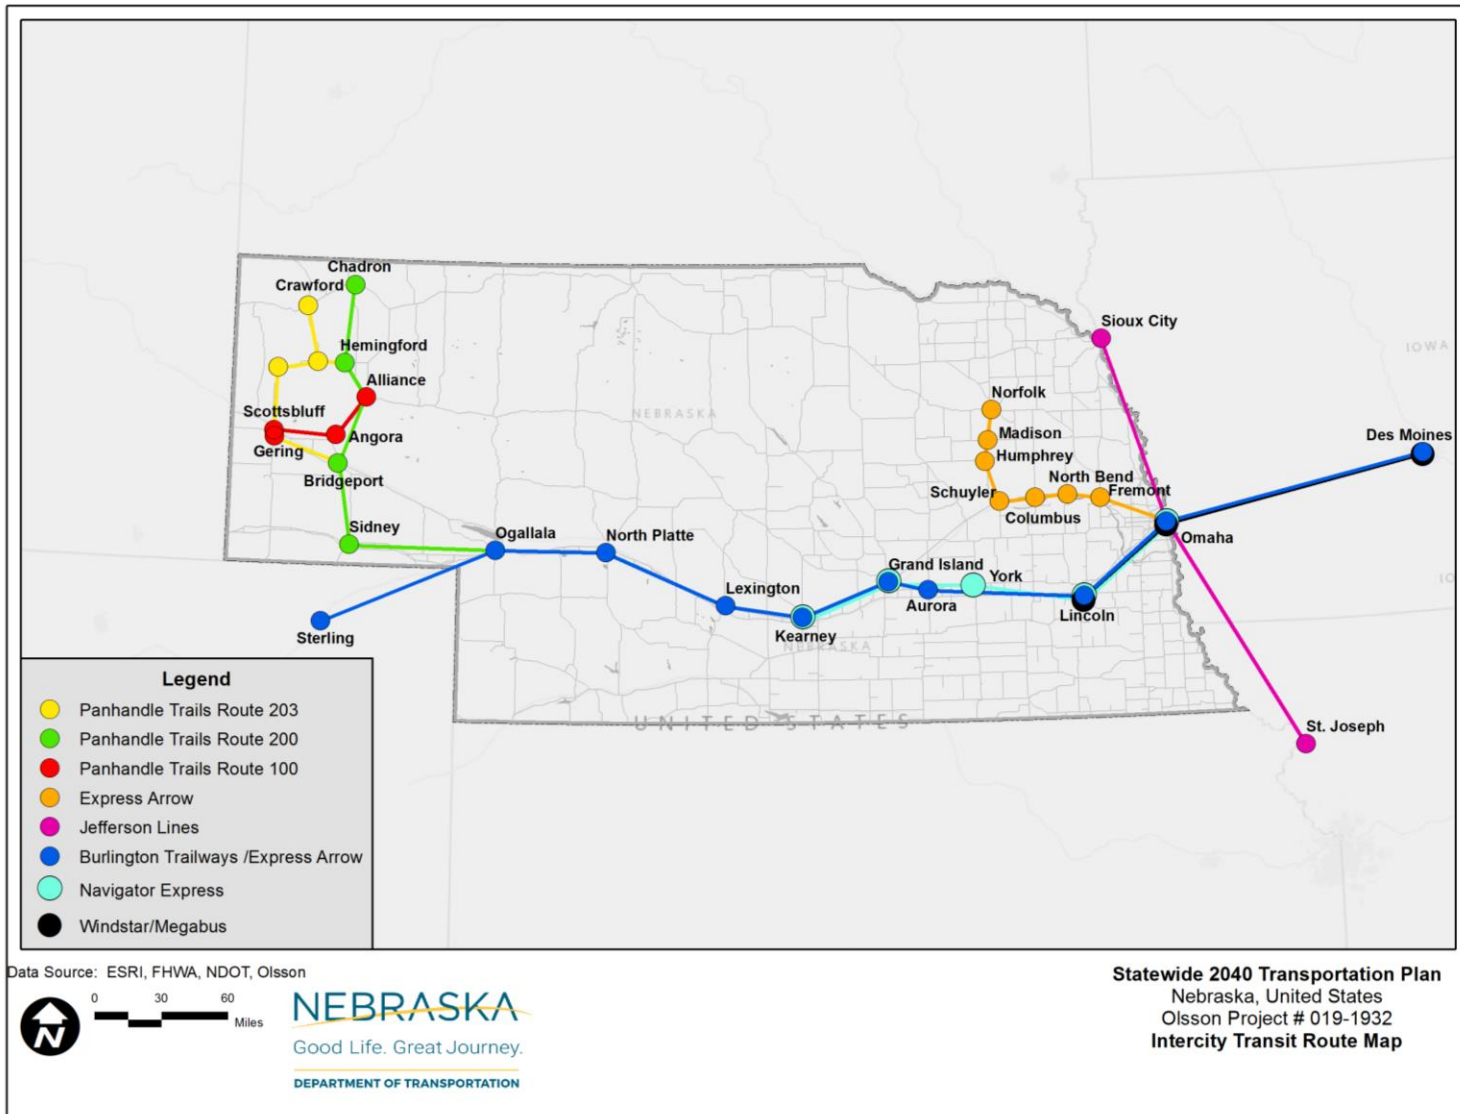 IOWA
Chadron
Crawford
Hemingford
Sioux City
Alliance
Norfolk
Scottsbluff
NEBRASKA
Angora
Madison
Des Moines
Gering
Humphrey
Bridgeport
North Bend
Schuyler
Fremont
Columbus
Sidney
Ogallala
North Platte
Omaha
Grand Island
York
IO
Lexington
Aurora
Lincoln
Sterling
Kearney
NEBRASKA
UNITED STATES
St. Joseph
Legend
Panhandle Trails Route 203
Panhandle Trails Route 200
Panhandle Trails Route 100
Express Arrow
Jefferson Lines
Burlington Trailways /Express Arrow
Navigator Express
Windstar/Megabus
Data Source: ESRI, FHWA, NDOT, Olsson
N
0 30 60
Miles
NEBRASKA
Good Life. Great Journey.
DEPARTMENT OF TRANSPORTATION
Statewide 2040 Transportation Plan
Nebraska, United States
Olsson Project # 019-1932
Intercity Transit Route Map